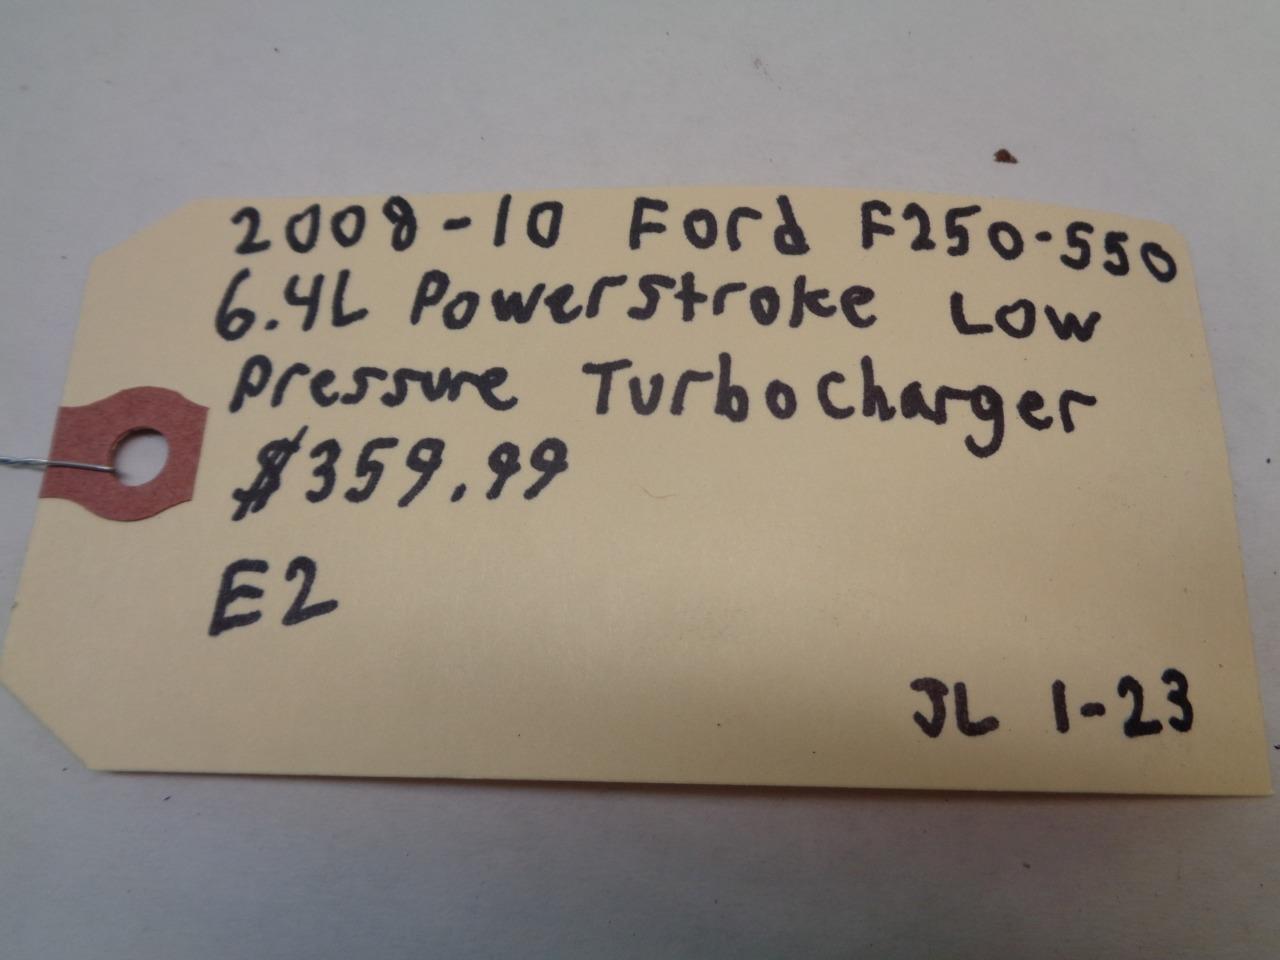 2008-10 Ford F250-550
6.4L Powerstroke Low
Pressure Turbocharger
$359.99
E2
JL 1-23